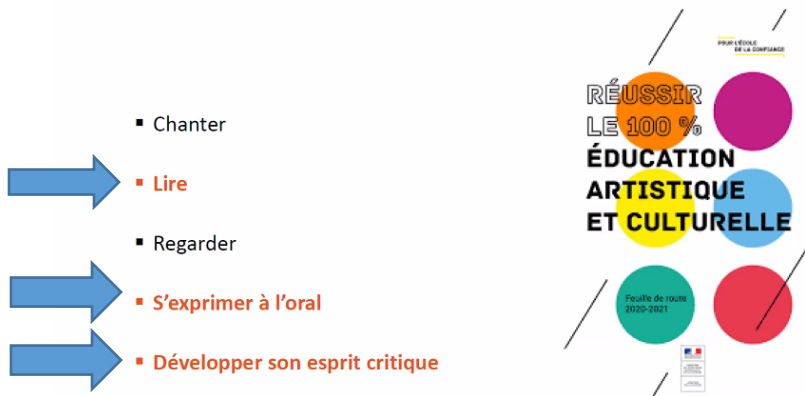 ▪ Chanter
▪ Lire
▪ Regarder
▪ S'exprimer à l'oral
▪ Développer son esprit critique
POUR L'ÉCOLE
DE LA CONFIANCE
RÉUSSIR
LE 100 %
ÉDUCATION
ARTISTIQUE
ET CULTURELLE
Feuille de route
2020-2021